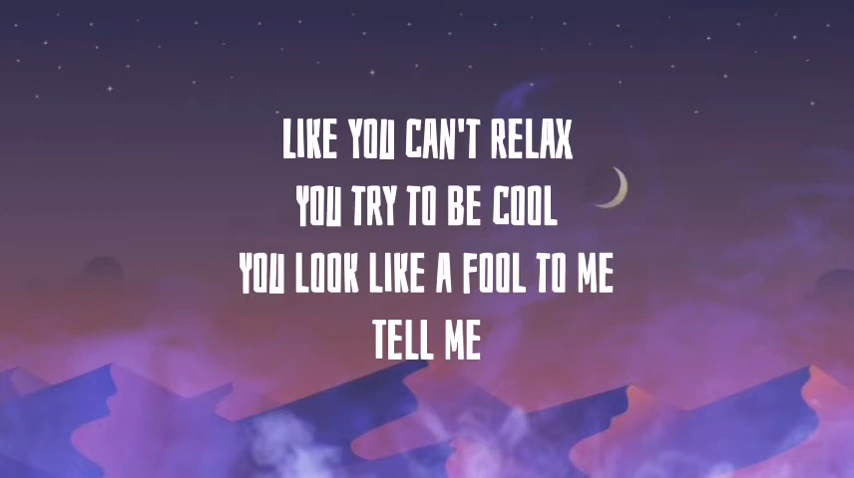 LIKE YOU CAN'T RELAX
YOU TRY TO BE COOL
YOU LOOK LIKE A FOOL TO ME
TELL ME